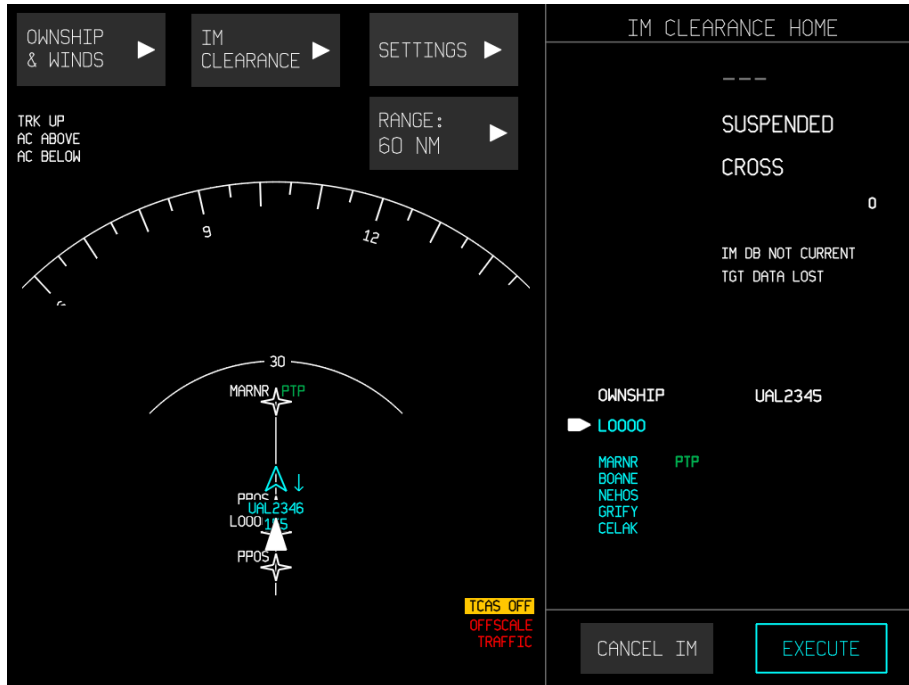 OWNSHIP
& WINDS
IM
CLEARANCE
SETTINGS
RANGE:
60 NM
TRK UP
AC ABOVE
AC BELOW
9
12
30
MARNR PTP
PPOS
UAL2346
LOOO
PPOS
TCAS OFF
OFFSCALE
TRAFFIC
IM CLEARANCE HOME
---
SUSPENDED
CROSS
0
IM DB NOT CURRENT
TGT DATA LOST
OWNSHIP UAL2345
LOOOO
MARNR PTP
BOANE
NEHOS
GRIFY
CELAK
CANCEL IM
EXECUTE